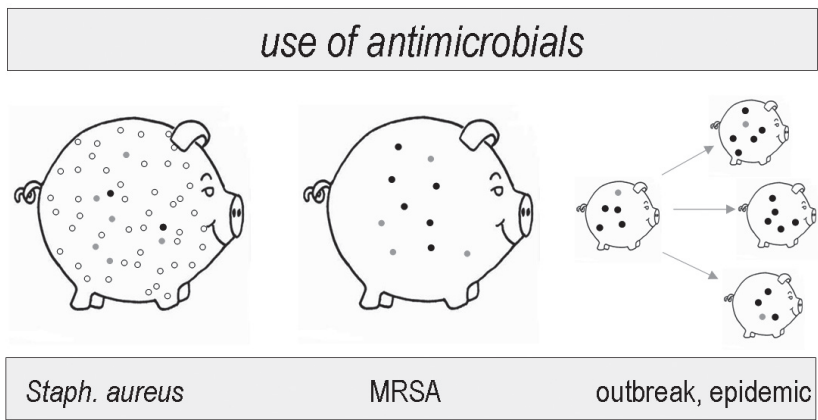 use of antimicrobials
Staph. aureus MRSA outbreak, epidemic